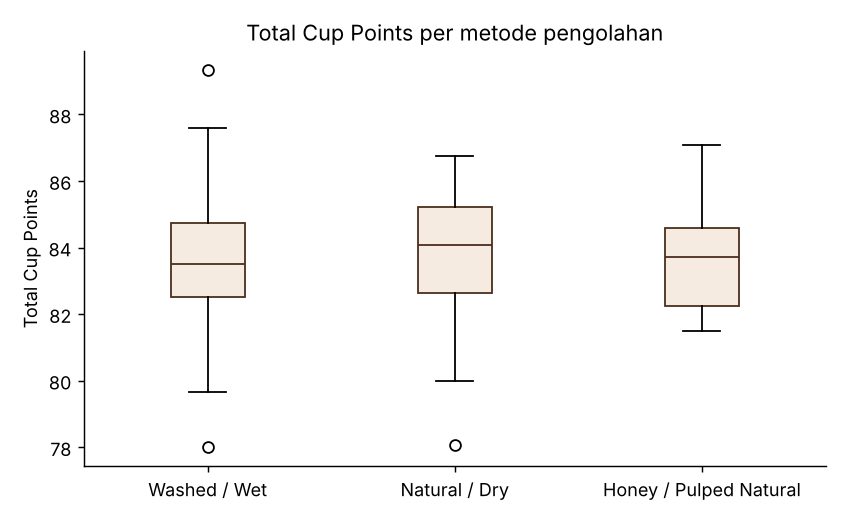 Total Cup Points per metode pengolahan
Total Cup Points
88
86
84
82
80
78
Washed / Wet
Natural / Dry
Honey / Pulped Natural